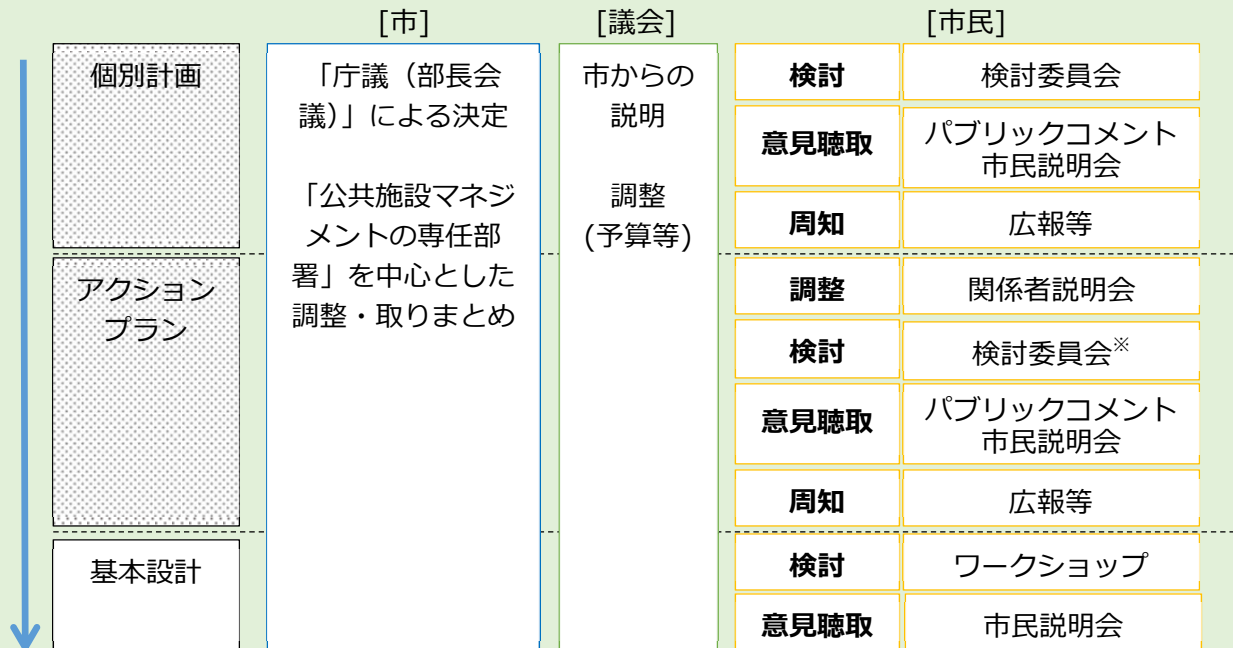 [市]
[議会]
[市民]
個別計画
「庁議（部長会
議）」による決定
「公共施設マネジ
メントの専任部
署」を中心とした
調整・取りまとめ
市からの
説明
調整
(予算等)
検討
検討委員会
意見聴取
パブリックコメント
市民説明会
周知
広報等
アクション
プラン
調整
関係者説明会
検討
検討委員会※
意見聴取
パブリックコメント
市民説明会
周知
広報等
基本設計
検討
ワークショップ
意見聴取
市民説明会